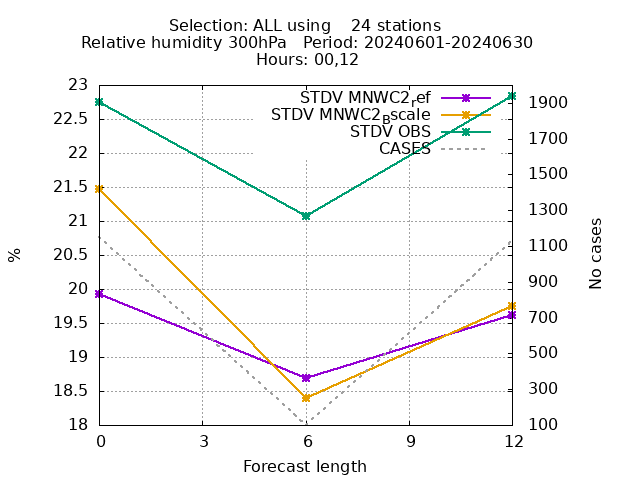 Selection: ALL using    24 stations
Relative humidity 300hPa   Period: 20240601-20240630
Hours: 00,12
STDV MNWC2_ref
STDV MNWC2_Bscale
STDV OBS
CASES
23
22.5
22
21.5
21
20.5
20
19.5
19
18.5
18
1900
1700
1500
1300
1100
900
700
500
300
100
%
No cases
0 3 6 9 12
Forecast length